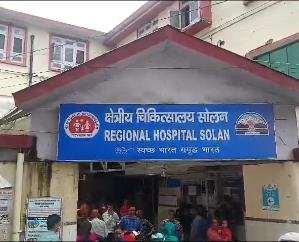 क्षेत्रीय चिकित्सालय सोलन
REGIONAL HOSPITAL SOLAN
स्वच्छ भारत समृद्ध भारत